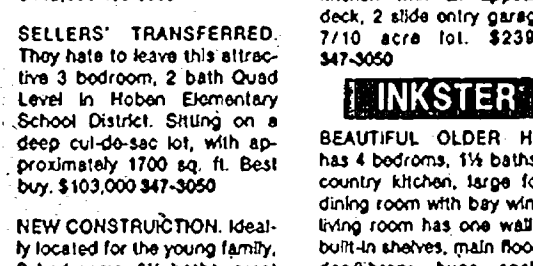 SELLERS' TRANSFERRED.
They hate to leave this attrac-
tive 3 bedroom, 2 bath Quad
Level in Hoben Elementary
School District. Sitting on a
deep cul-de-sac lot, with ap-
proximately 1700 sq. ft. Best
buy. $103,000 347-3050
NEW CONSTRUCTION. Ideal-
ly located for the young family,
deck, 2 slide entry garag
7/10 acre lot. $239
347-3050
INKSTER
BEAUTIFUL OLDER H
has 4 bedroms, 1½ baths
country kitchen, large fo
dining room with bay win
living room has one wall
built-in shelves, main floo